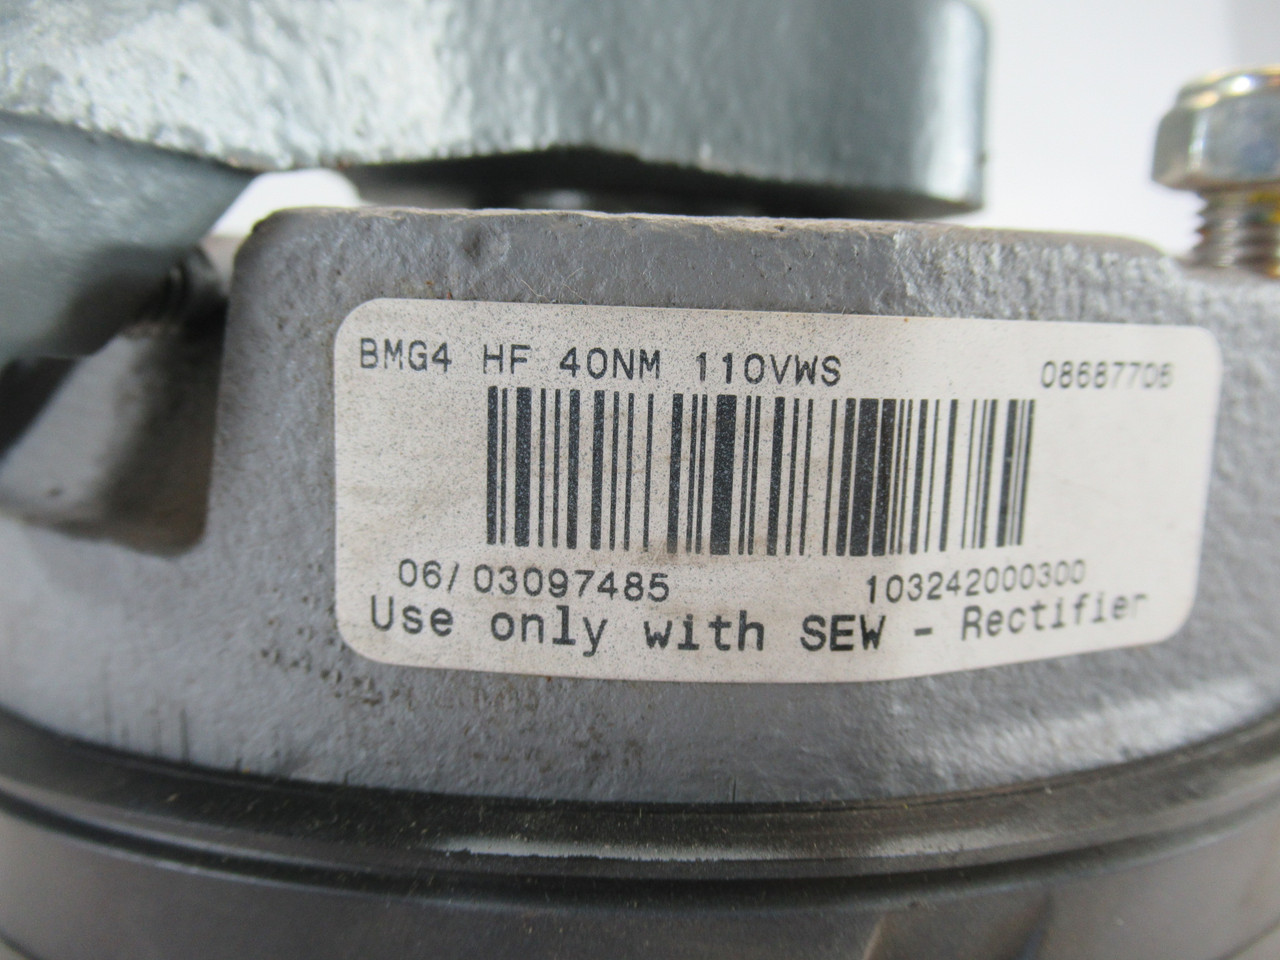 BMG4 HF 40NM 110VWS 08687706
06/03097485 103242000300
Use only with SEW - Rectifier